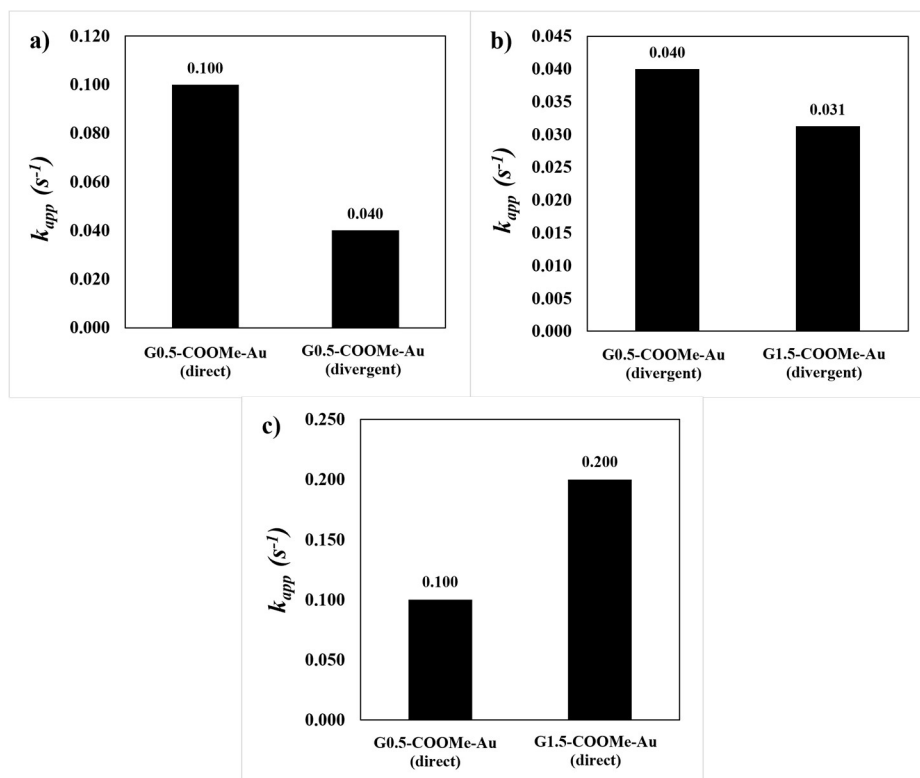 a)
0.120
0.100
0.080
0.060
0.040
0.020
0.000
k_app (s^-1)
0.100
0.040
G0.5-COOMe-Au
(direct)
G0.5-COOMe-Au
(divergent)
b)
0.045
0.040
0.035
0.030
0.025
0.020
0.015
0.010
0.005
0.000
k_app (s^-1)
0.040
0.031
G0.5-COOMe-Au
(divergent)
G1.5-COOMe-Au
(divergent)
c)
0.250
0.200
0.150
0.100
0.050
0.000
k_app (s^-1)
0.100
0.200
G0.5-COOMe-Au
(direct)
G1.5-COOMe-Au
(direct)